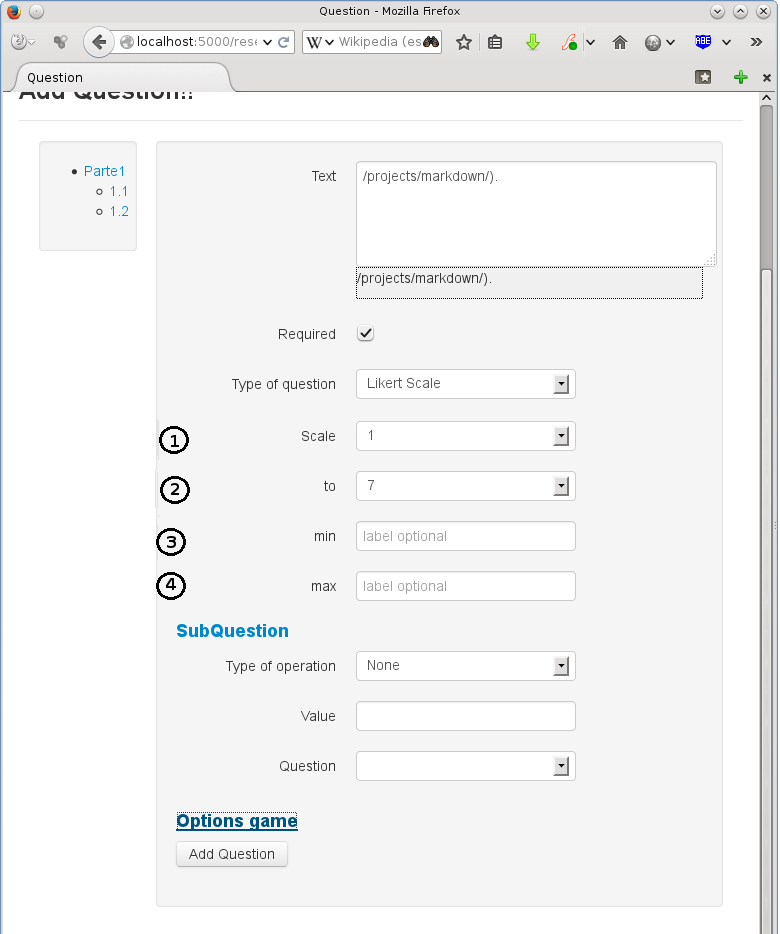 Question - Mozilla Firefox
localhost:5000/rese
W
Wikipedia (es
ABE
Question
Add Question!!
Parte1
1.1
1.2
Text
/projects/markdown/).
/projects/markdown/).
Required
Type of question
Likert Scale
1
Scale
1
2
to
7
3
min
label optional
4
max
label optional
SubQuestion
Type of operation
None
Value
Question
Options game
Add Question